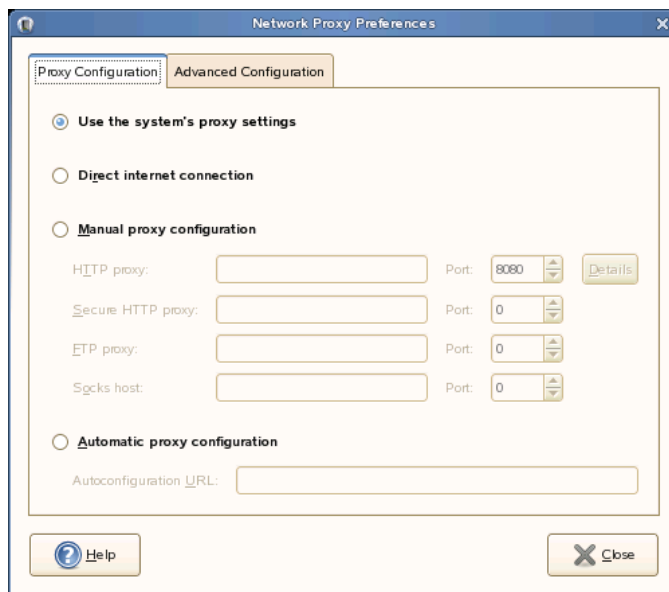 Network Proxy Preferences
Proxy Configuration Advanced Configuration
Use the system's proxy settings
Direct internet connection
Manual proxy configuration
HTTP proxy: Port: 8080 Details
Secure HTTP proxy: Port: 0
FTP proxy: Port: 0
Socks host: Port: 0
Automatic proxy configuration
Autoconfiguration URL:
Help Close